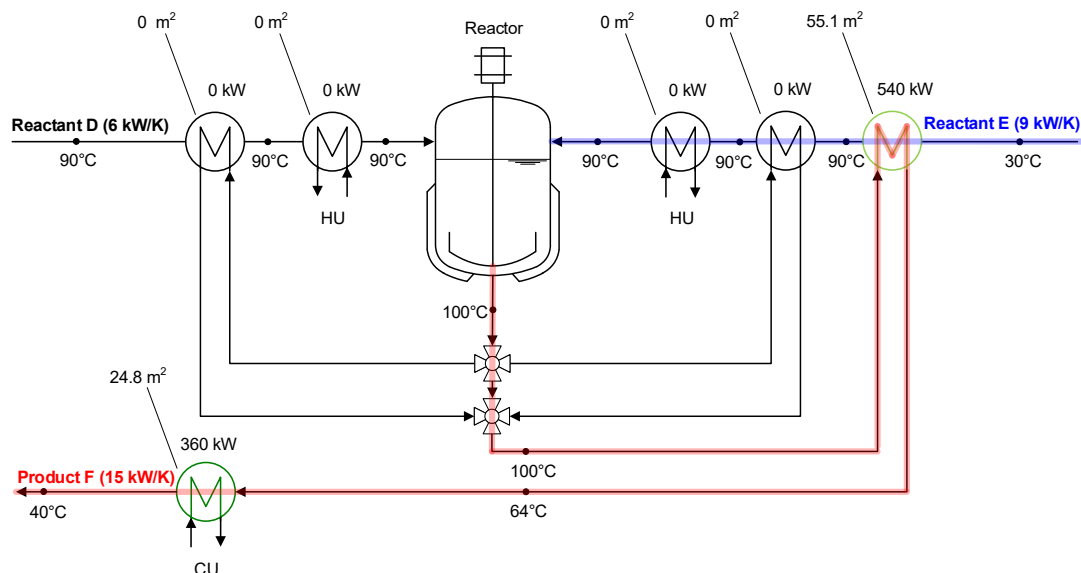 0 m²
0 m²
Reactor
0 m²
0 m²
55.1 m²
0 kW
0 kW
0 kW
0 kW
540 kW
Reactant D (6 kW/K)
Reactant E (9 kW/K)
90°C
90°C
90°C
90°C
90°C
90°C
30°C
HU
HU
100°C
24.8 m²
360 kW
Product F (15 kW/K)
100°C
40°C
64°C
CU